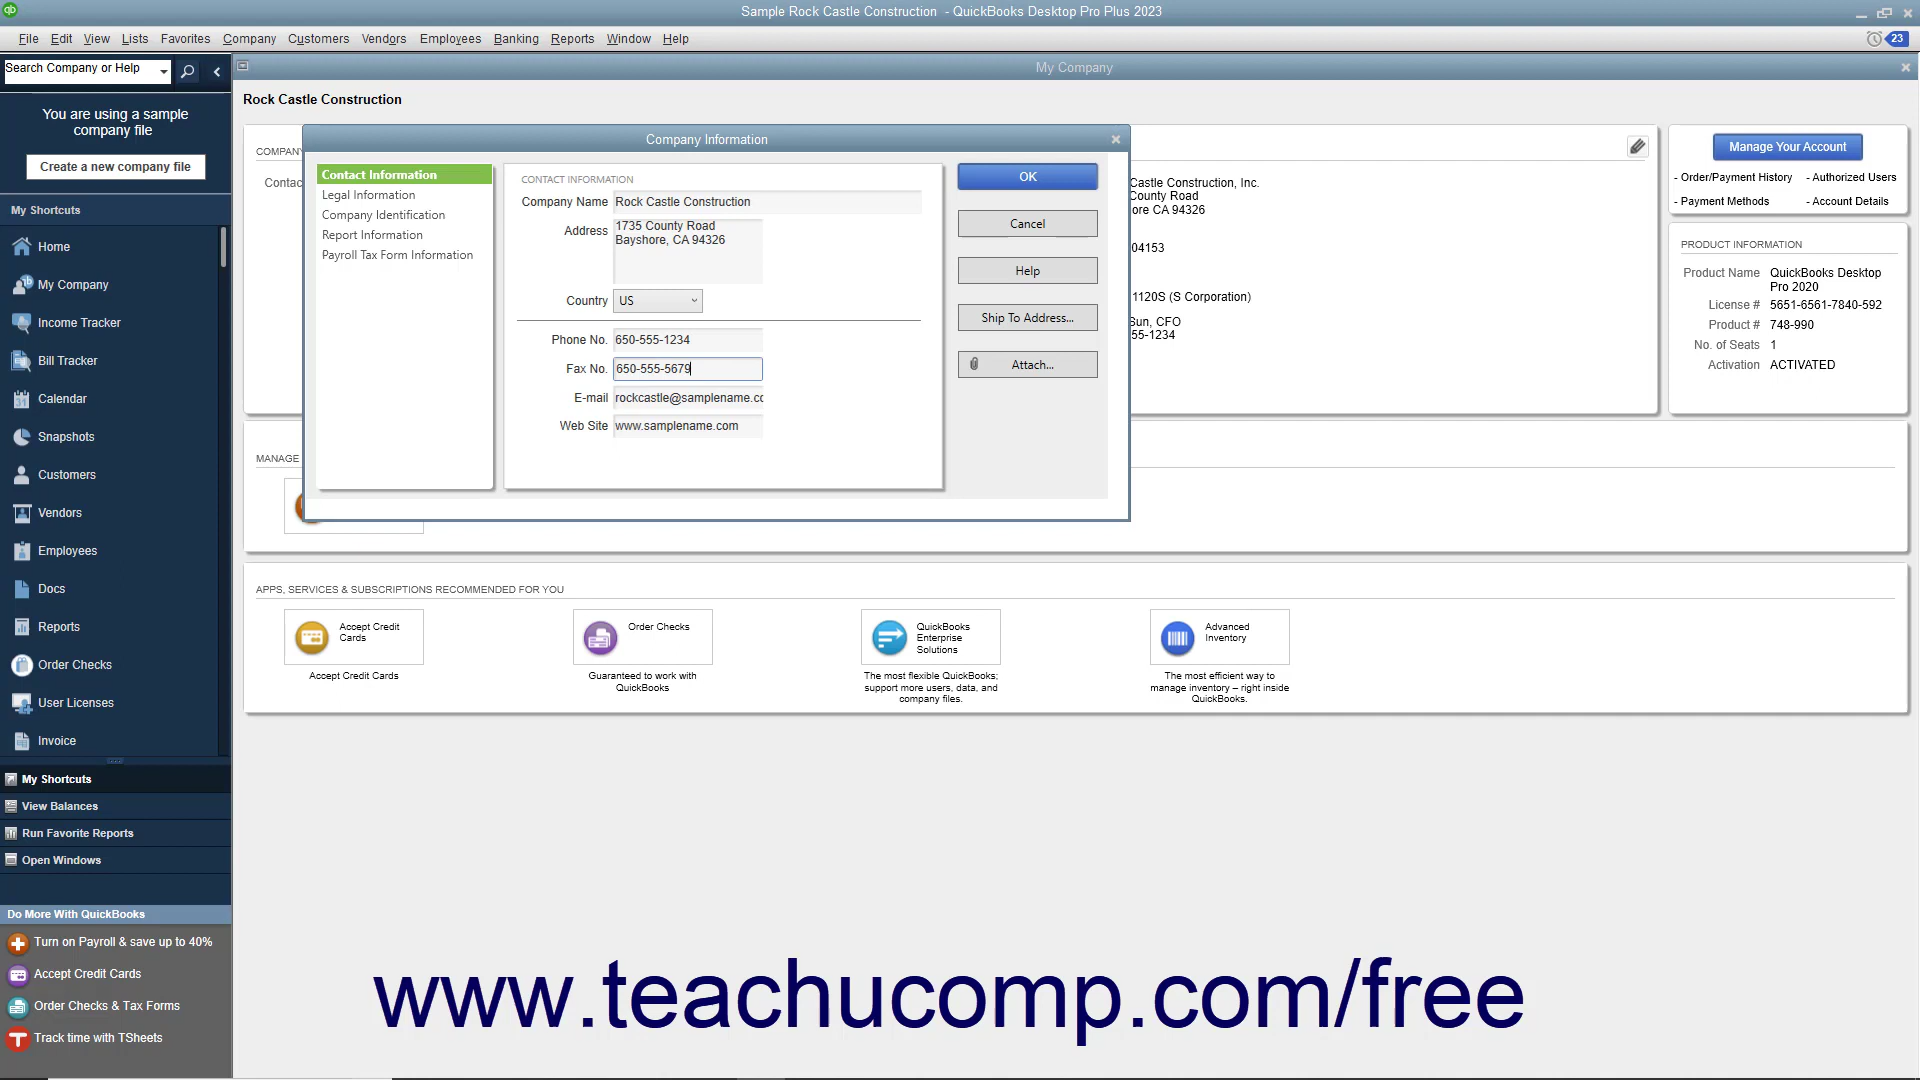 Sample Rock Castle Construction - QuickBooks Desktop Pro Plus 2023
File Edit View Lists Favorites Company Customers Vendors Employees Banking Reports Window Help
23
Search Company or Help
My Company
You are using a sample
company file
Create a new company file
My Shortcuts
Home
My Company
Income Tracker
Bill Tracker
Calendar
Snapshots
Customers
Vendors
Employees
Docs
Reports
Order Checks
User Licenses
Invoice
My Shortcuts
View Balances
Run Favorite Reports
Open Windows
Do More With QuickBooks
Turn on Payroll & save up to 40%
Accept Credit Cards
Order Checks & Tax Forms
Track time with TSheets
Rock Castle Construction
COMPANY
Contac
Company Information
Contact Information
Legal Information
Company Identification
Report Information
Payroll Tax Form Information
CONTACT INFORMATION
Company Name Rock Castle Construction
Address 1735 County Road
Bayshore, CA 94326
Country US
Phone No. 650-555-1234
Fax No. 650-555-5679
E-mail rockcastle@samplename.co
Web Site www.samplename.com
OK
Cancel
Help
Ship To Address...
Attach...
Castle Construction, Inc.
County Road
ore CA 94326
04153
1120S (S Corporation)
Sun, CFO
55-1234
Manage Your Account
- Order/Payment History - Authorized Users
- Payment Methods - Account Details
PRODUCT INFORMATION
Product Name QuickBooks Desktop
Pro 2020
License # 5651-6561-7840-592
Product # 748-990
No. of Seats 1
Activation ACTIVATED
MANAGE
APPS, SERVICES & SUBSCRIPTIONS RECOMMENDED FOR YOU
Accept Credit
Cards
Accept Credit Cards
Order Checks
Guaranteed to work with
QuickBooks
QuickBooks
Enterprise
Solutions
The most flexible QuickBooks;
support more users, data, and
company files.
Advanced
Inventory
The most efficient way to
manage inventory – right inside
QuickBooks.
www.teachucomp.com/free